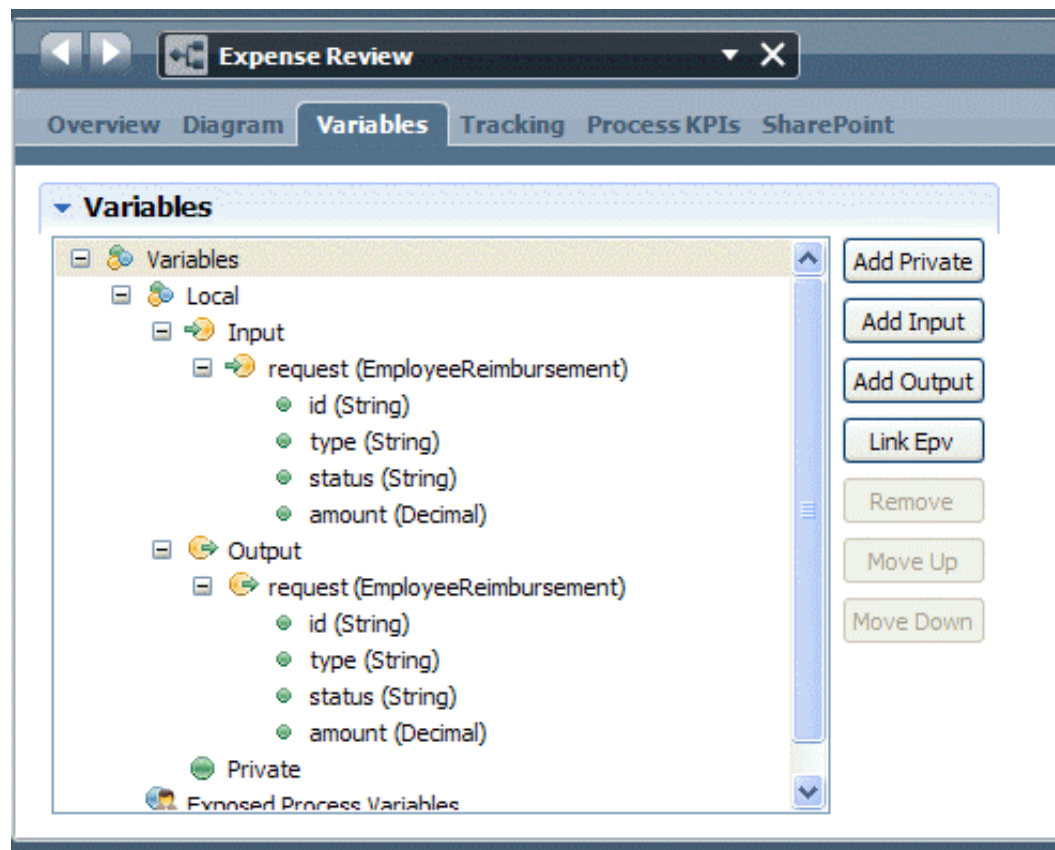 Expense Review
Overview Diagram Variables Tracking Process KPIs SharePoint
Variables
Variables
Local
Input
request (EmployeeReimbursement)
id (String)
type (String)
status (String)
amount (Decimal)
Output
request (EmployeeReimbursement)
id (String)
type (String)
status (String)
amount (Decimal)
Private
Exposed Process Variables
Add Private
Add Input
Add Output
Link Epv
Remove
Move Up
Move Down